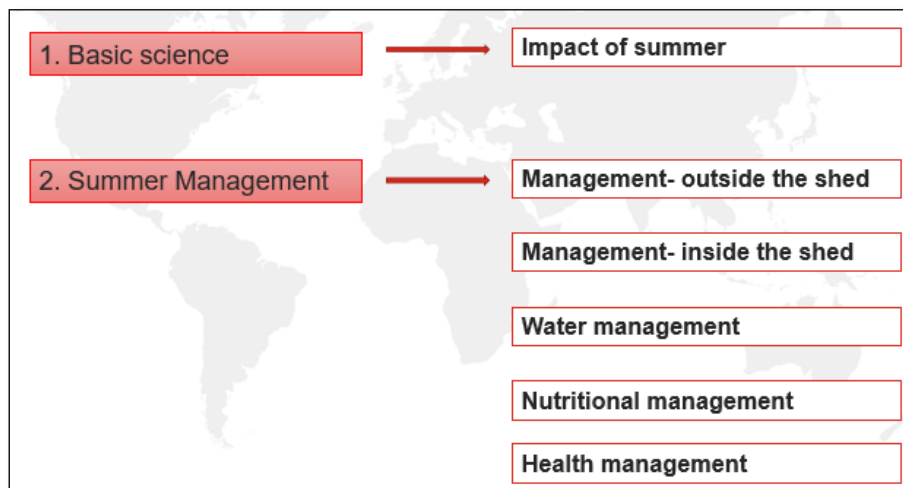 1. Basic science
Impact of summer
2. Summer Management
Management- outside the shed
Management- inside the shed
Water management
Nutritional management
Health management